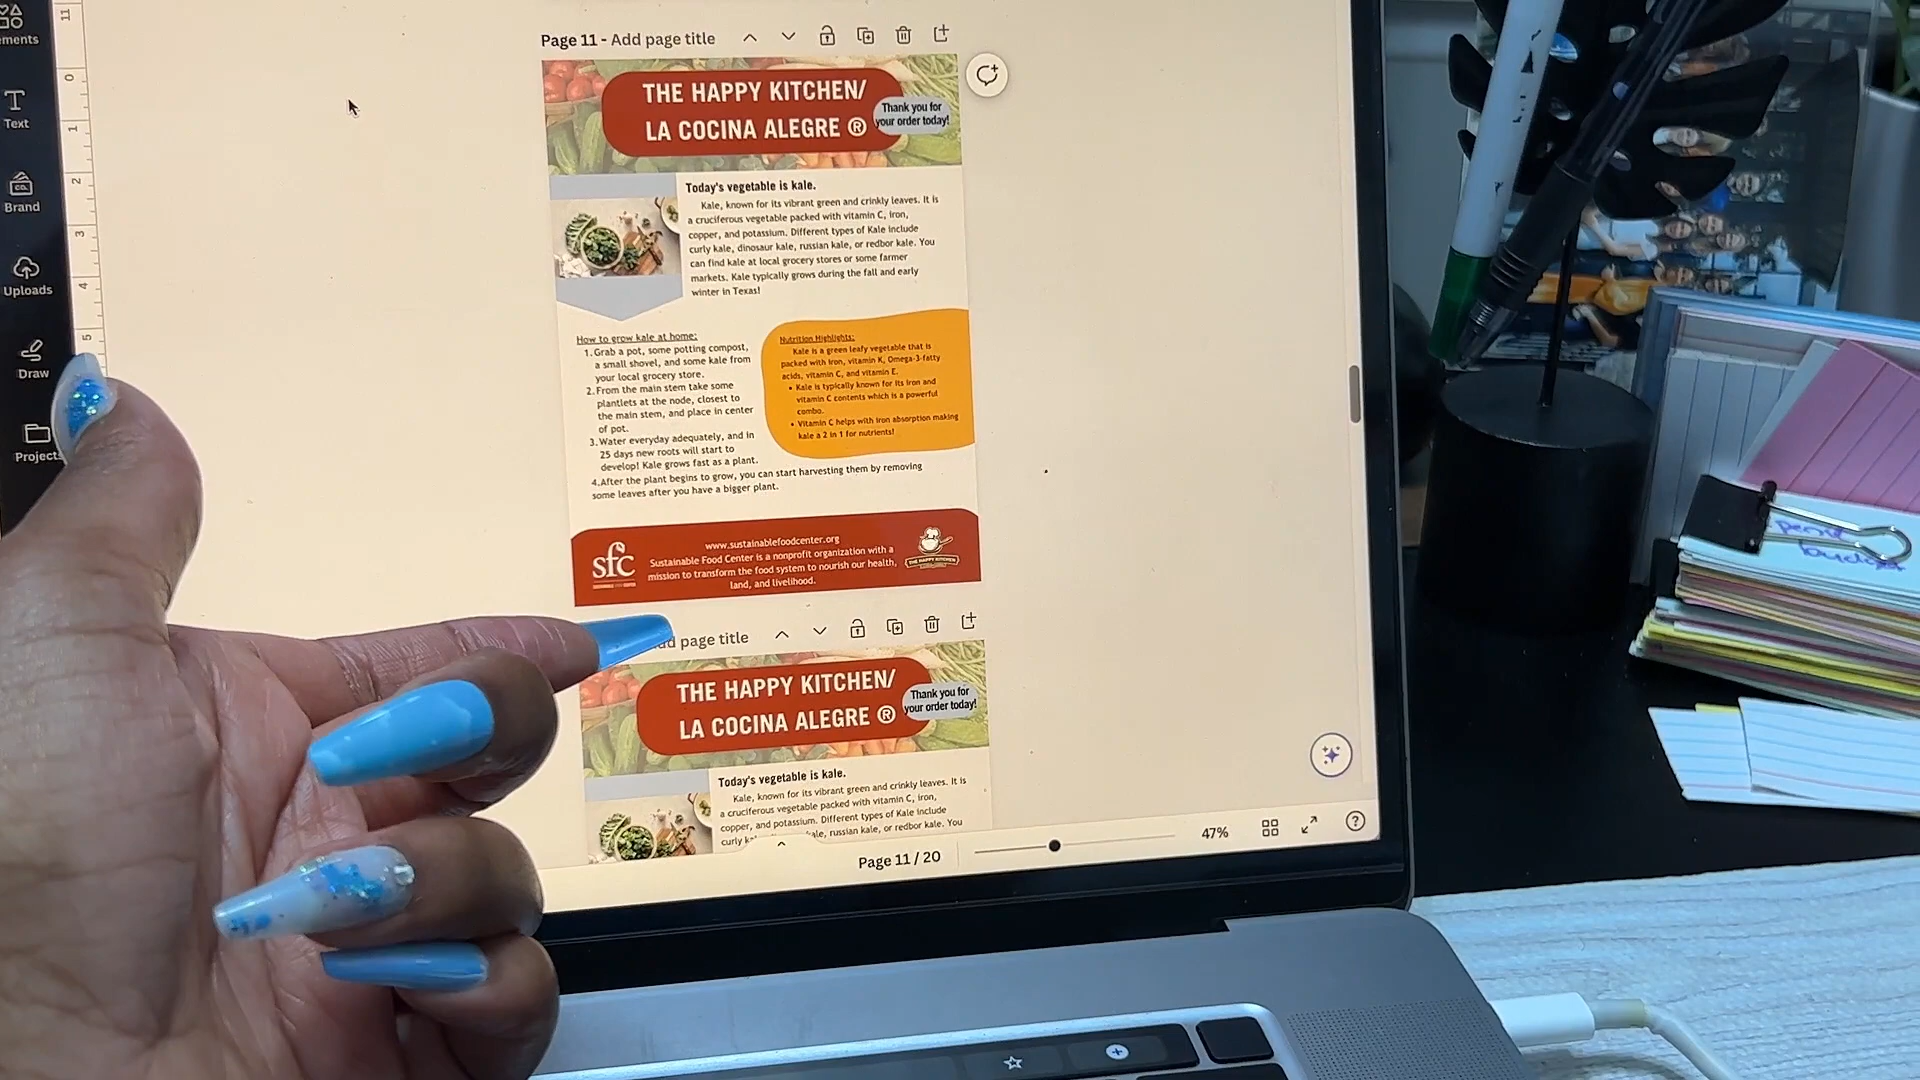 ments
Text
Brand
Uploads
Draw
Projects
11
0
1
2
3
4
5
Page 11 - Add page title
THE HAPPY KITCHEN/
LA COCINA ALEGRE ®
Thank you for
your order today!
Today's vegetable is kale.
Kale, known for its vibrant green and crinkly leaves. It is
a cruciferous vegetable packed with vitamin C, iron,
copper, and potassium. Different types of Kale include
curly kale, dinosaur kale, russian kale, or redbor kale. You
can find kale at local grocery stores or some farmer
markets. Kale typically grows during the fall and early
winter in Texas!
How to grow kale at home:
1. Grab a pot, some potting compost,
a small shovel, and some kale from
your local grocery store.
2. From the main stem take some
plantlets at the node, closest to
the main stem, and place in center
of pot.
3. Water everyday adequately, and in
25 days new roots will start to
develop! Kale grows fast as a plant.
4. After the plant begins to grow, you can start harvesting them by removing
some leaves after you have a bigger plant.
Nutrition Highlights:
Kale is a green leafy vegetable that is
packed with iron, vitamin K, Omega-3-fatty
acids, vitamin C, and vitamin E.
• Kale is typically known for its iron and
vitamin C contents which is a powerful
combo.
• Vitamin C helps with iron absorption making
kale a 2 in 1 for nutrients!
sfc
www.sustainablefoodcenter.org
Sustainable Food Center is a nonprofit organization with a
mission to transform the food system to nourish our health,
land, and livelihood.
THE HAPPY KITCHEN
dd page title
THE HAPPY KITCHEN/
LA COCINA ALEGRE ®
Thank you for
your order today!
Today's vegetable is kale.
Kale, known for its vibrant green and crinkly leaves. It is
a cruciferous vegetable packed with vitamin C, iron,
copper, and potassium. Different types of Kale include
curly k ale, russian kale, or redbor kale. You
Page 11 / 20
47%